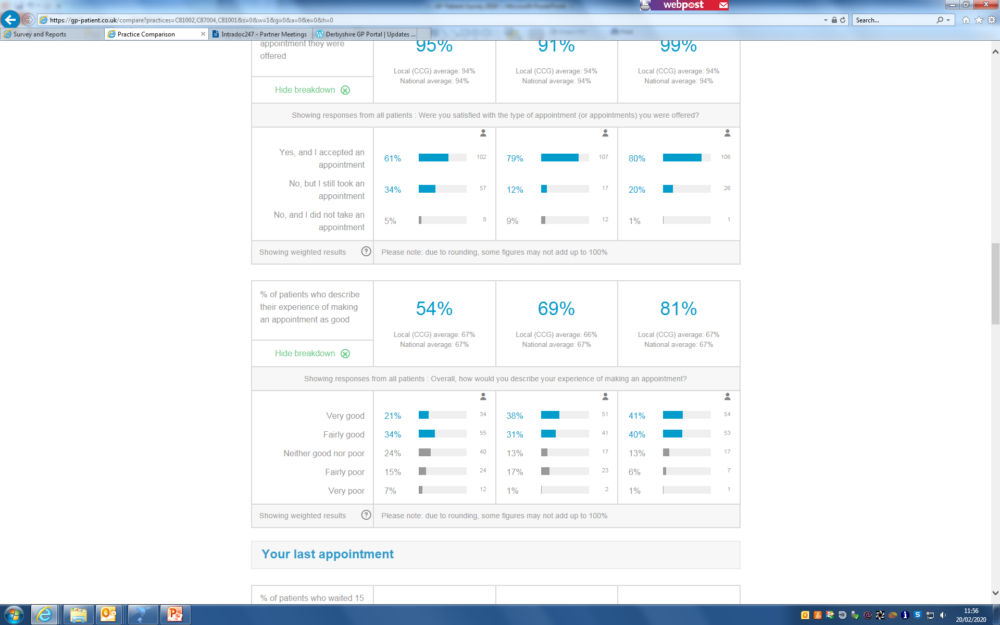 webpost
https://gp-patient.co.uk/compare?practices=C81002,C87004,C81001&s=0&w=1&g=0&a=0&e=0&h=0
Search...
Survey and Reports
Practice Comparison
Intradoc247 - Partner Meetings
Derbyshire GP Portal | Updates ...
appointment they were
offered
95% 91% 99%
Local (CCG) average: 94% Local (CCG) average: 94% Local (CCG) average: 94%
National average: 94% National average: 94% National average: 94%
Hide breakdown
Showing responses from all patients : Were you satisfied with the type of appointment (or appointments) you were offered?
Yes, and I accepted an
appointment
61% 102 79% 107 80% 106
No, but I still took an
appointment
34% 57 12% 17 20% 26
No, and I did not take an
appointment
5% 8 9% 12 1% 1
Showing weighted results ? Please note: due to rounding, some figures may not add up to 100%
% of patients who describe
their experience of making
an appointment as good
54% 69% 81%
Local (CCG) average: 67% Local (CCG) average: 66% Local (CCG) average: 67%
National average: 67% National average: 67% National average: 67%
Hide breakdown
Showing responses from all patients : Overall, how would you describe your experience of making an appointment?
Very good 21% 34 38% 51 41% 54
Fairly good 34% 55 31% 41 40% 53
Neither good nor poor 24% 40 13% 17 13% 17
Fairly poor 15% 24 17% 23 6% 7
Very poor 7% 12 1% 2 1% 1
Showing weighted results ? Please note: due to rounding, some figures may not add up to 100%
Your last appointment
% of patients who waited 15
11:56
20/02/2020